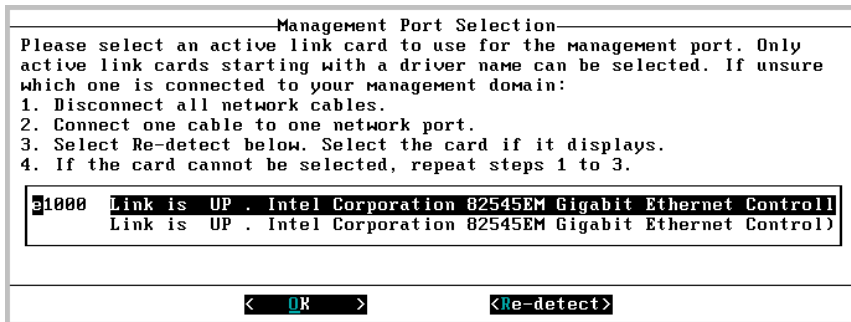 Management Port Selection
Please select an active link card to use for the management port. Only
active link cards starting with a driver name can be selected. If unsure
which one is connected to your management domain:
1. Disconnect all network cables.
2. Connect one cable to one network port.
3. Select Re-detect below. Select the card if it displays.
4. If the card cannot be selected, repeat steps 1 to 3.
e1000 Link is UP . Intel Corporation 82545EM Gigabit Ethernet Controll
Link is UP . Intel Corporation 82545EM Gigabit Ethernet Control)
< OK > <Re-detect>